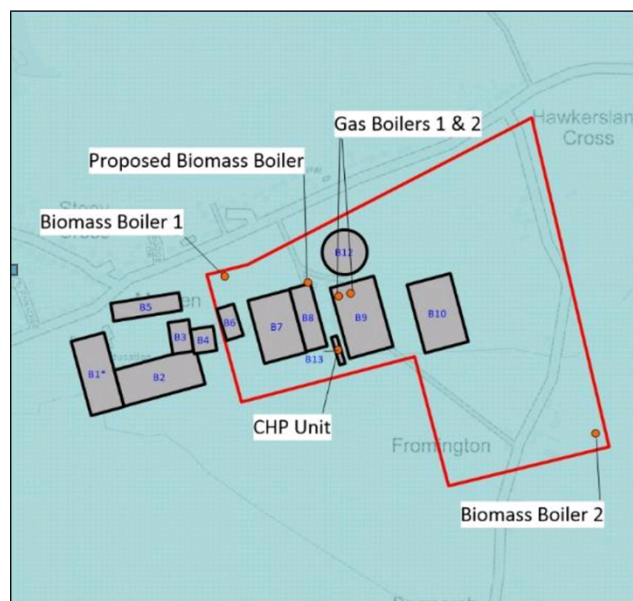 Hawkersland
Cross
Gas Boilers 1 & 2
Proposed Biomass Boiler
Biomass Boiler 1
B12
B5
B6
B7
B8
B9
B10
B3
B4
B13
B1*
B2
CHP Unit
Fromington
Biomass Boiler 2